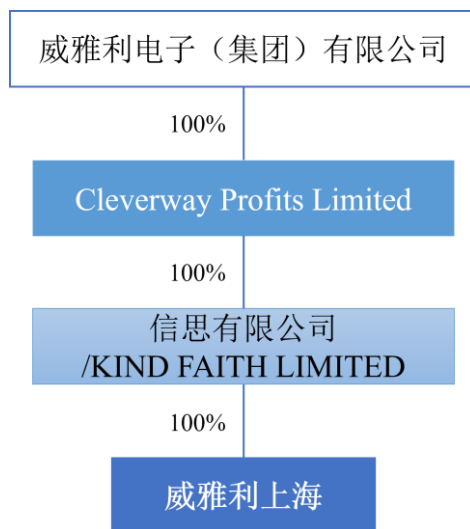 威雅利电子（集团）有限公司
100%
Cleverway Profits Limited
100%
信思有限公司
/KIND FAITH LIMITED
100%
威雅利上海